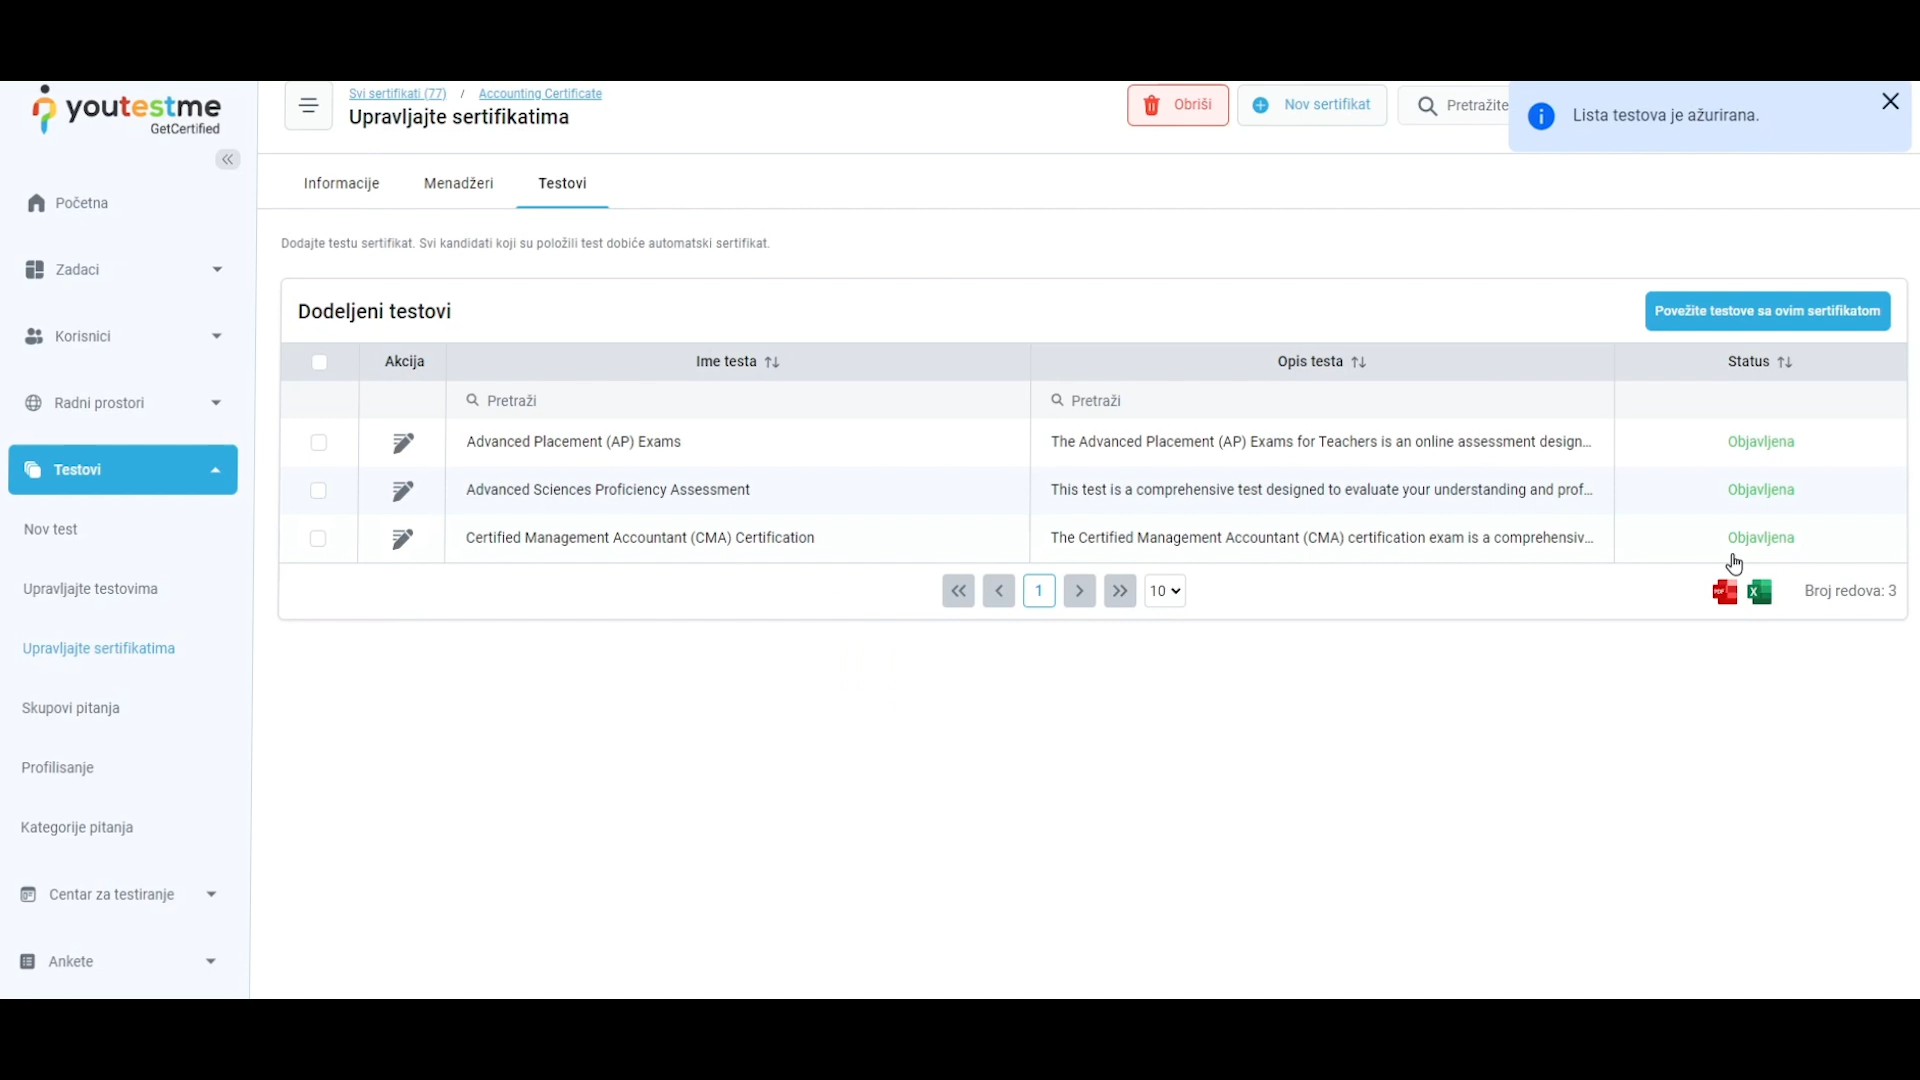 youtestme
GetCertified
Svi sertifikati (77) / Accounting Certificate
Upravljajte sertifikatima
Obriši
Nov sertifikat
Pretražite
Lista testova je ažurirana.
Početna
Zadaci
Korisnici
Radni prostori
Testovi
Nov test
Upravljajte testovima
Upravljajte sertifikatima
Skupovi pitanja
Profilisanje
Kategorije pitanja
Centar za testiranje
Ankete
Informacije Menadžeri Testovi
Dodajte testu sertifikat. Svi kandidati koji su položili test dobiće automatski sertifikat.
Dodeljeni testovi
Povežite testove sa ovim sertifikatom
Akcija Ime testa Opis testa Status
Pretraži Pretraži
Advanced Placement (AP) Exams The Advanced Placement (AP) Exams for Teachers is an online assessment design... Objavljena
Advanced Sciences Proficiency Assessment This test is a comprehensive test designed to evaluate your understanding and prof... Objavljena
Certified Management Accountant (CMA) Certification The Certified Management Accountant (CMA) certification exam is a comprehensiv... Objavljena
1 10 PDF X Broj redova: 3